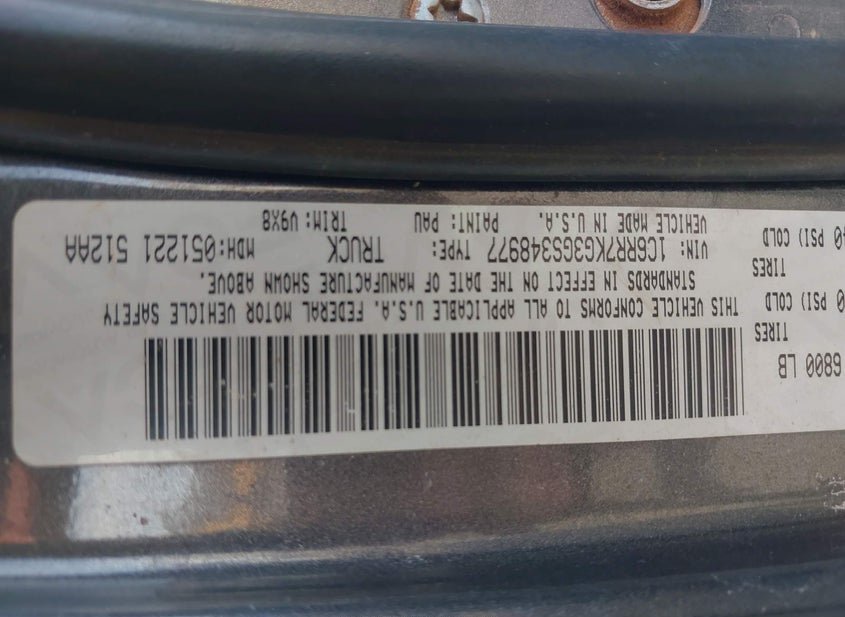 6800 LB
TIRES
0 PSI) COLD
TIRES
40 PSI) COLD
THIS VEHICLE CONFORMS TO ALL APPLICABLE U.S.A. FEDERAL MOTOR VEHICLE SAFETY
STANDARDS IN EFFECT ON THE DATE OF MANUFACTURE SHOWN ABOVE.
VIN: 1C6RR7KG3GS348977 TYPE: TRUCK MDH:051221 512AA
VEHICLE MADE IN U.S.A. PAINT: PAU TRIM: V9X8